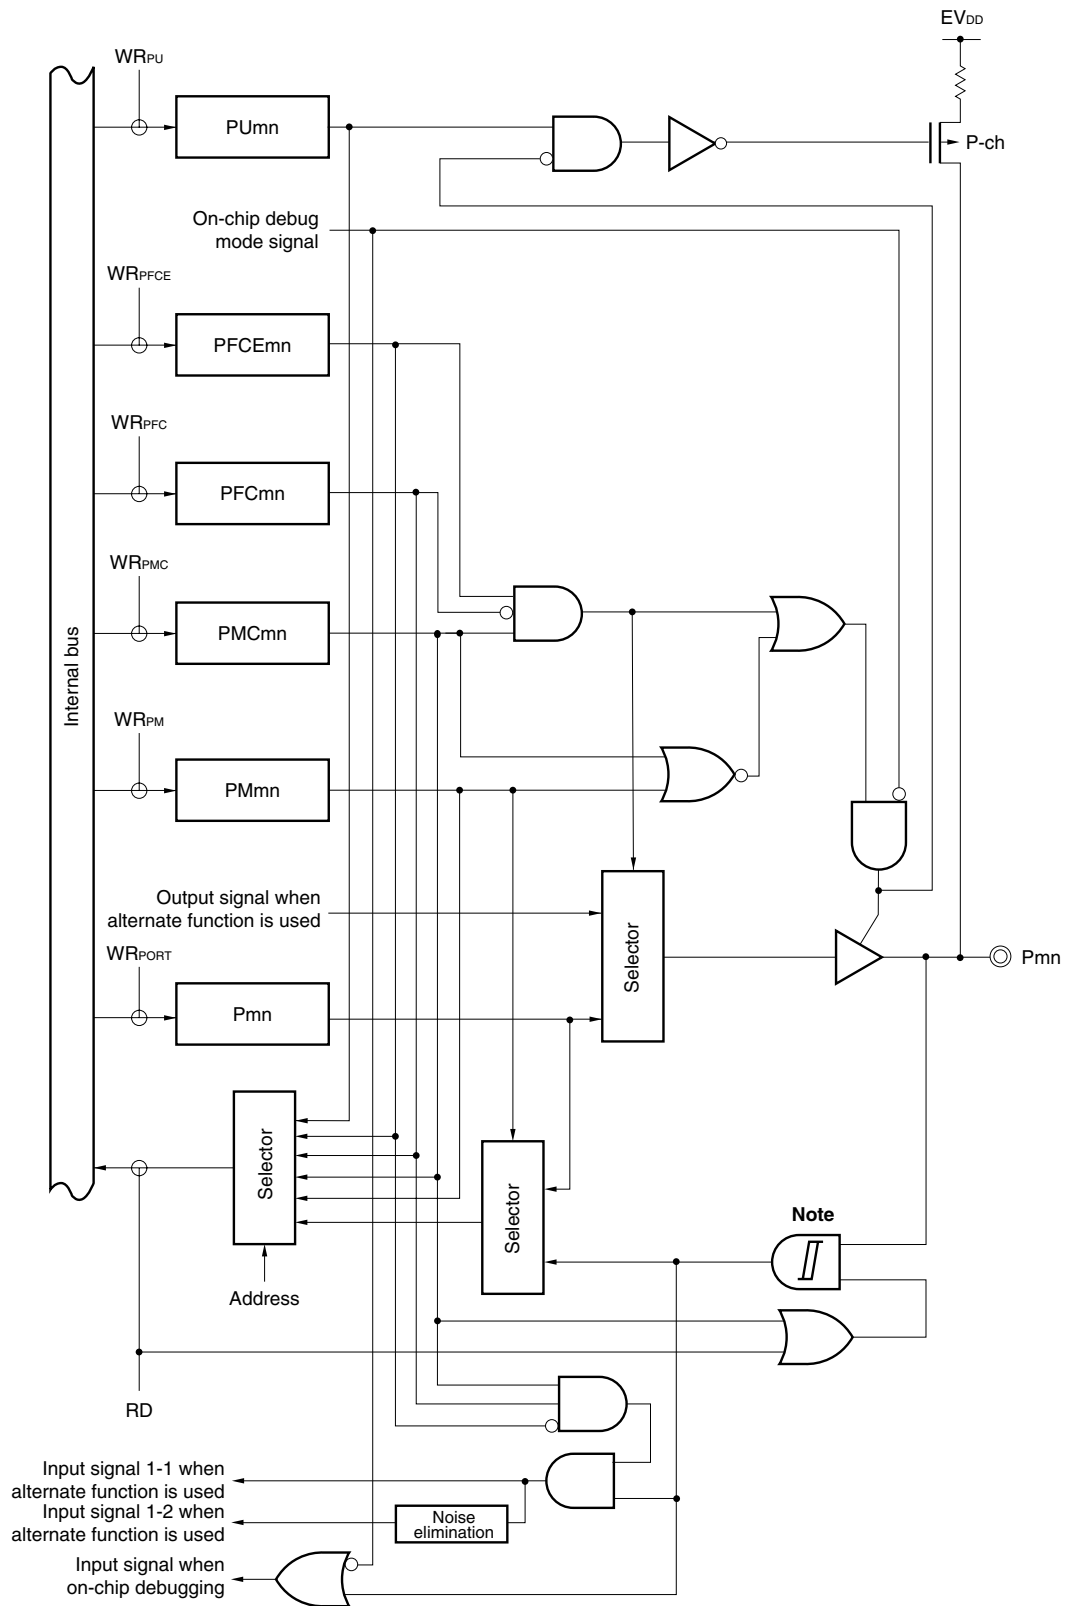 EVDD
WRPU
PUmn
P-ch
On-chip debug
mode signal
WRPFCE
PFCEmn
WRPFC
PFCmn
WRPMC
PMCmn
Internal bus
WRPM
PMmn
Output signal when
alternate function is used
Selector
WRPORT
Pmn
Pmn
Selector
Selector
Note
Address
RD
Input signal 1-1 when
alternate function is used
Input signal 1-2 when
alternate function is used
Noise
elimination
Input signal when
on-chip debugging